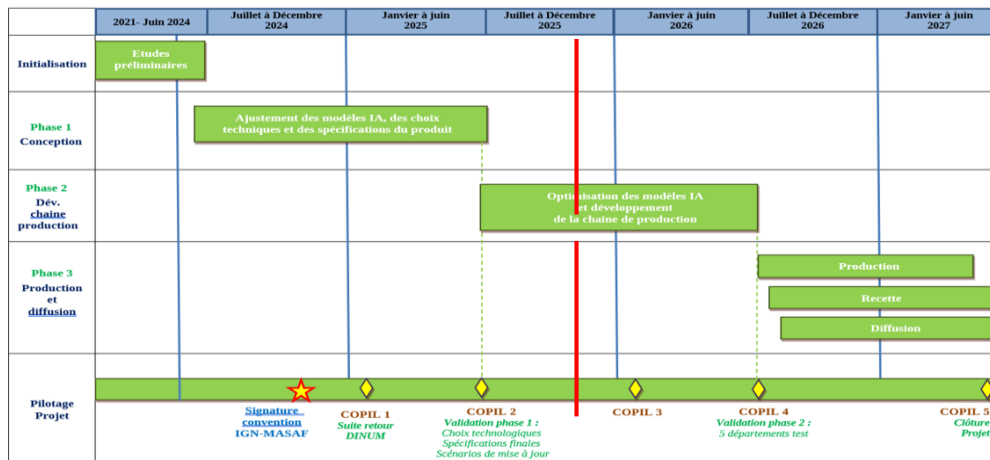 2021- Juin 2024
Juillet à Décembre
2024
Janvier à juin
2025
Juillet à Décembre
2025
Janvier à juin
2026
Juillet à Décembre
2026
Janvier à juin
2027
Initialisation
Etudes
préliminaires
Phase 1
Conception
Ajustement des modèles IA, des choix
techniques et des spécifications du produit
Phase 2
Dév.
chaine
production
Optimisation des modèles IA
et développement
de la chaine de production
Phase 3
Production
et
diffusion
Production
Recette
Diffusion
Pilotage
Projet
Signature
convention
IGN-MASAF
COPIL 1
Suite retour
DINUM
COPIL 2
Validation phase 1 :
Choix technologiques
Spécifications finales
Scénarios de mise à jour
COPIL 3
COPIL 4
Validation phase 2 :
5 départements test
COPIL 5
Clôture
Projet